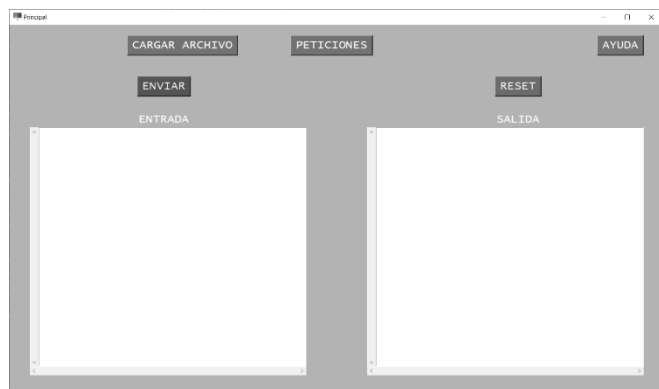 Principal
CARGAR ARCHIVO PETICIONES AYUDA
ENVIAR RESET
ENTRADA SALIDA